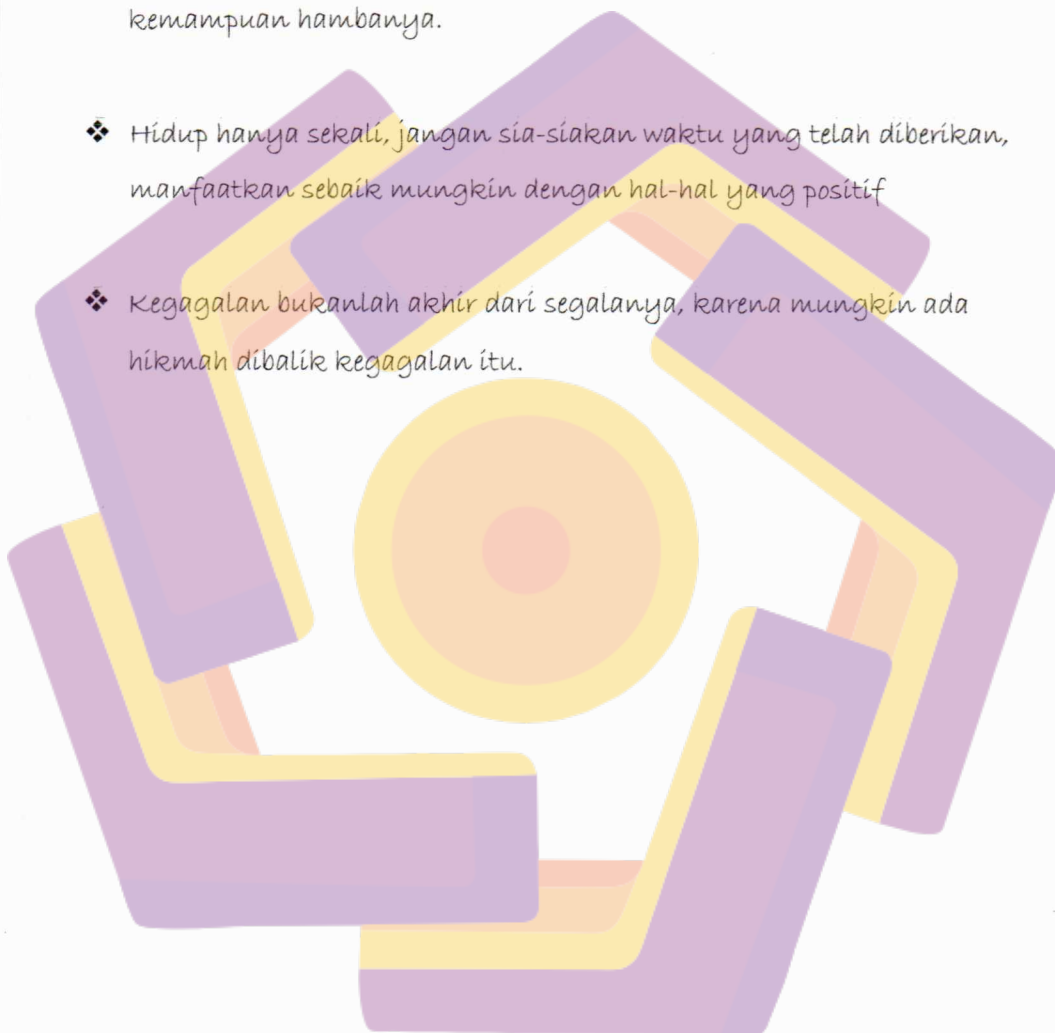 kemampuan hambanya.
❖ Hidup hanya sekali, jangan sia-siakan waktu yang telah diberikan,
manfaatkan sebaik mungkin dengan hal-hal yang positif
❖ Kegagalan bukanlah akhir dari segalanya, karena mungkin ada
hikmah dibalik kegagalan itu.